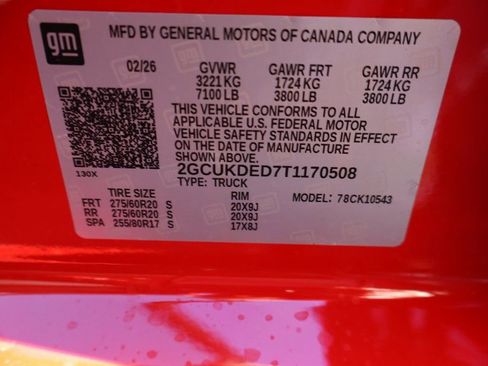 gm
MFD BY GENERAL MOTORS OF CANADA COMPANY
02/26 GVWR GAWR FRT GAWR RR
3221 KG 1724 KG 1724 KG
7100 LB 3800 LB 3800 LB
THIS VEHICLE CONFORMS TO ALL
APPLICABLE U.S. FEDERAL MOTOR
VEHICLE SAFETY STANDARDS IN EFFECT
ON THE DATE OF MANUFACTURE
SHOWN ABOVE.
130X 2GCUKDED7T1170508
TYPE: TRUCK
TIRE SIZE RIM MODEL: 78CK10543
FRT 275/60R20 S 20X9J
RR 275/60R20 S 20X9J
SPA 255/80R17 S 17X8J